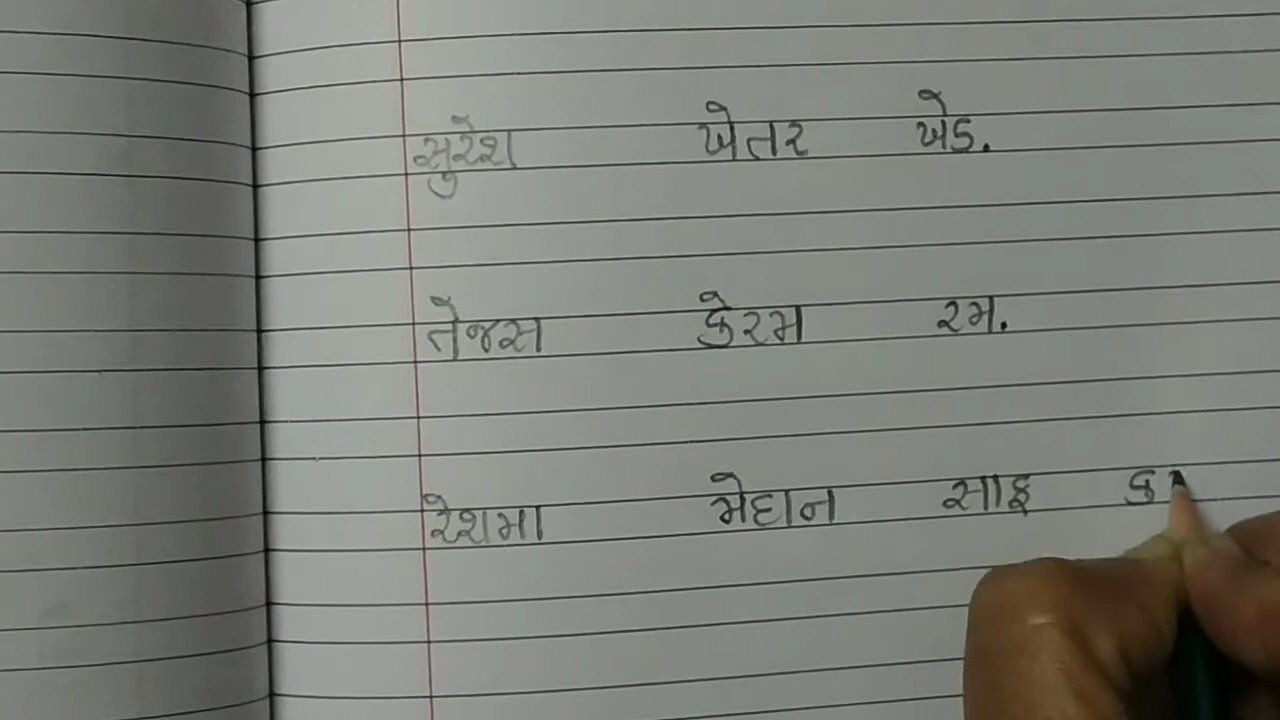 સુરેશ ખેતર ખેડ.
તેજસ કેરમ રમ.
રેશમા મેદાન સાફ ક